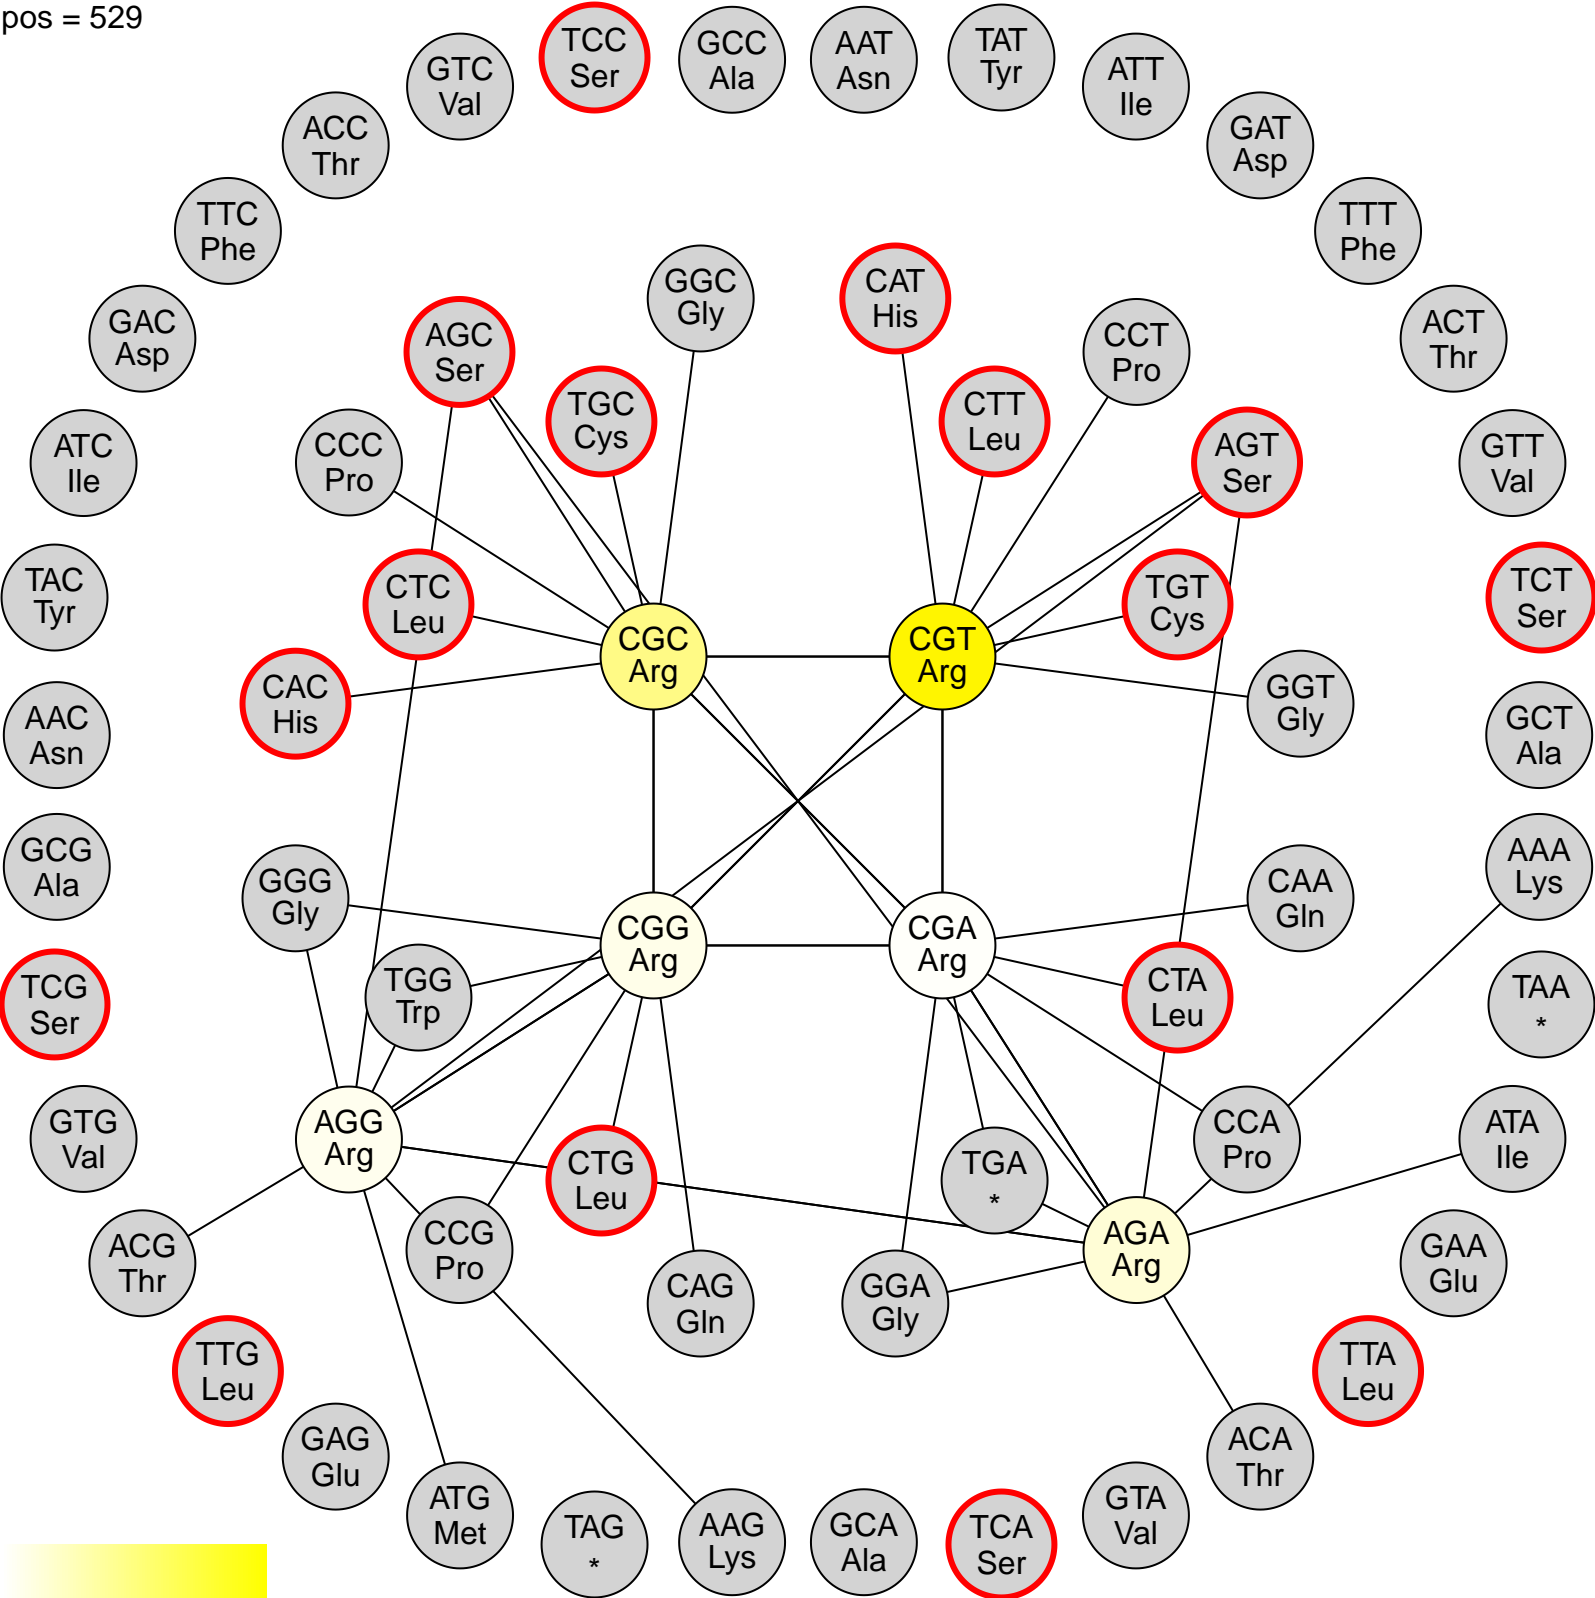 pos = 529
TCC
Ser
GCC
Ala
AAT
Asn
TAT
Tyr
GTC
Val
ATT
Ile
ACC
Thr
GAT
Asp
TTC
Phe
TTT
Phe
GGC
Gly
CAT
His
GAC
Asp
AGC
Ser
CCT
Pro
ACT
Thr
TGC
Cys
CTT
Leu
ATC
Ile
CCC
Pro
AGT
Ser
GTT
Val
TAC
Tyr
CTC
Leu
TGT
Cys
TCT
Ser
CGC
Arg
CGT
Arg
CAC
His
GGT
Gly
AAC
Asn
GCT
Ala
GCG
Ala
AAA
Lys
GGG
Gly
CAA
Gln
CGG
Arg
CGA
Arg
TCG
Ser
TGG
Trp
CTA
Leu
TAA
*
GTG
Val
AGG
Arg
CCA
Pro
ATA
Ile
CTG
Leu
TGA
*
ACG
Thr
CCG
Pro
AGA
Arg
GAA
Glu
CAG
Gln
GGA
Gly
TTG
Leu
TTA
Leu
GAG
Glu
ACA
Thr
ATG
Met
GTA
Val
TAG
*
AAG
Lys
GCA
Ala
TCA
Ser